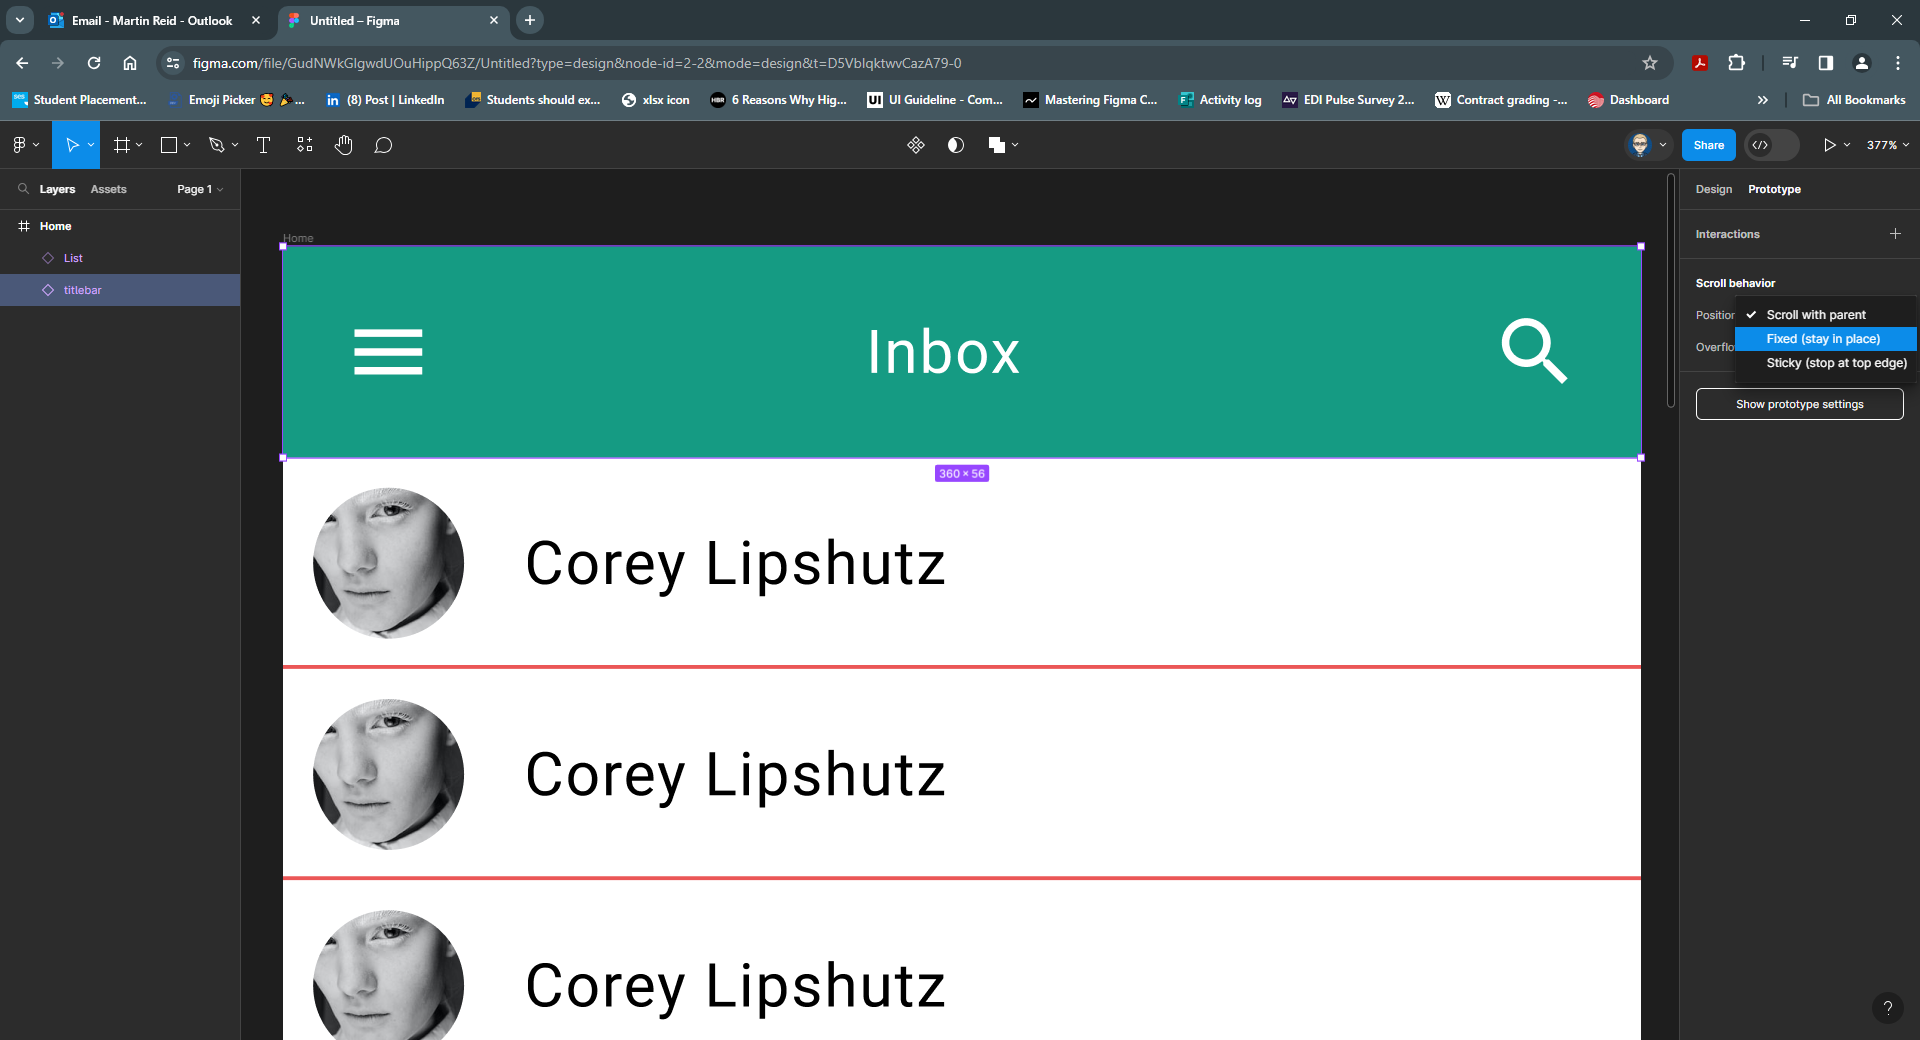 Email - Martin Reid - Outlook
Untitled – Figma
figma.com/file/GudNWkGlgwdUOuHippQ63Z/Untitled?type=design&node-id=2-2&mode=design&t=D5VblqktwvCazA79-0
Student Placement...
Emoji Picker 🥰 🎉...
(8) Post | LinkedIn
Students should ex...
xlsx icon
HBR
6 Reasons Why Hig...
UI
UI Guideline - Com...
Mastering Figma C...
Activity log
EDI Pulse Survey 2...
W
Contract grading -...
Dashboard
All Bookmarks
Share
377%
Layers
Assets
Page 1
Design
Prototype
Home
List
titlebar
Interactions
Scroll behavior
Position
Scroll with parent
Fixed (stay in place)
Overflo
Sticky (stop at top edge)
Show prototype settings
Home
Inbox
360 × 56
Corey Lipshutz
Corey Lipshutz
Corey Lipshutz
?